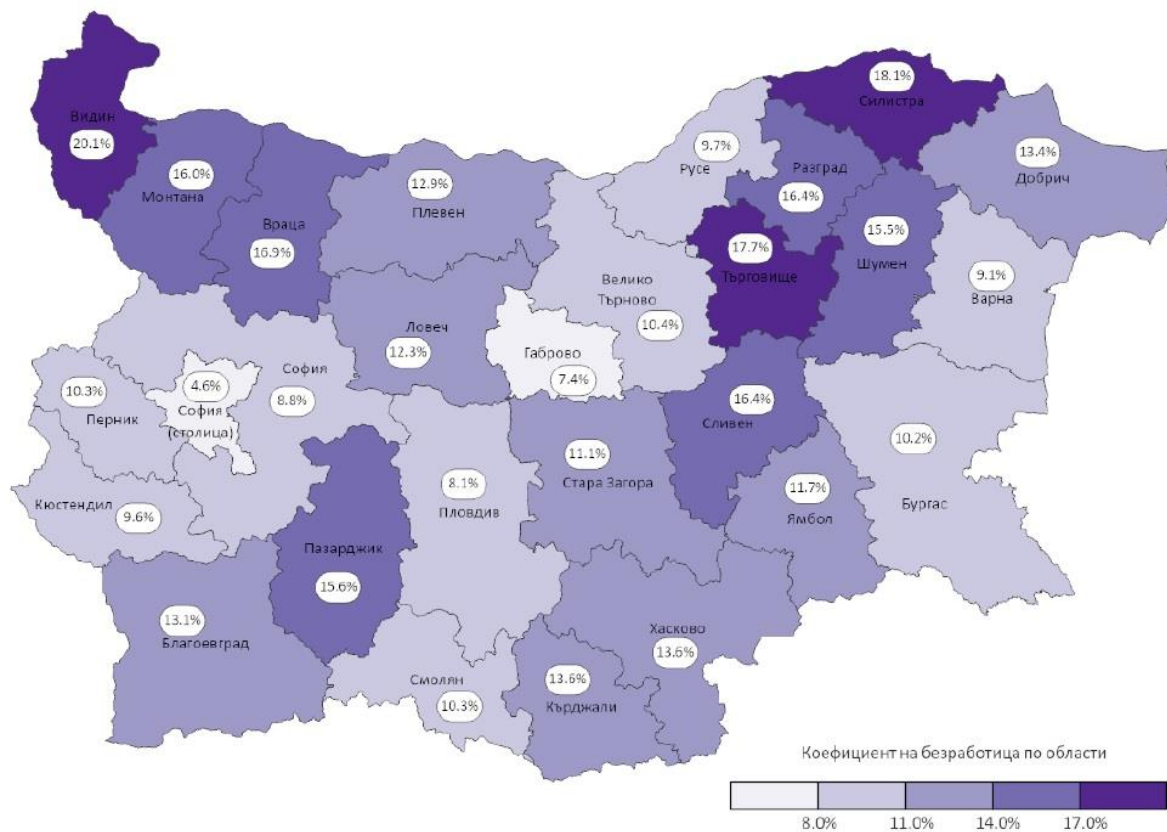 Видин
20.1%
16.0%
Монтана
Враца
16.9%
12.9%
Плевен
9.7%
Русе
18.1%
Силистра
Разград
16.4%
13.4%
Добрич
17.7%
Търговище
15.5%
Шумен
9.1%
Варна
Велико
Търново
10.4%
Ловеч
12.3%
Габрово
7.4%
10.3%
Перник
4.6%
София
(столица)
София
8.8%
16.4%
Сливен
10.2%
Бургас
Кюстендил
9.6%
8.1%
Пловдив
11.1%
Стара Загора
11.7%
Ямбол
Пазарджик
15.6%
13.1%
Благоевград
Хасково
13.6%
Смолян
10.3%
13.6%
Кърджали
Коефициент на безработица по области
8.0% 11.0% 14.0% 17.0%